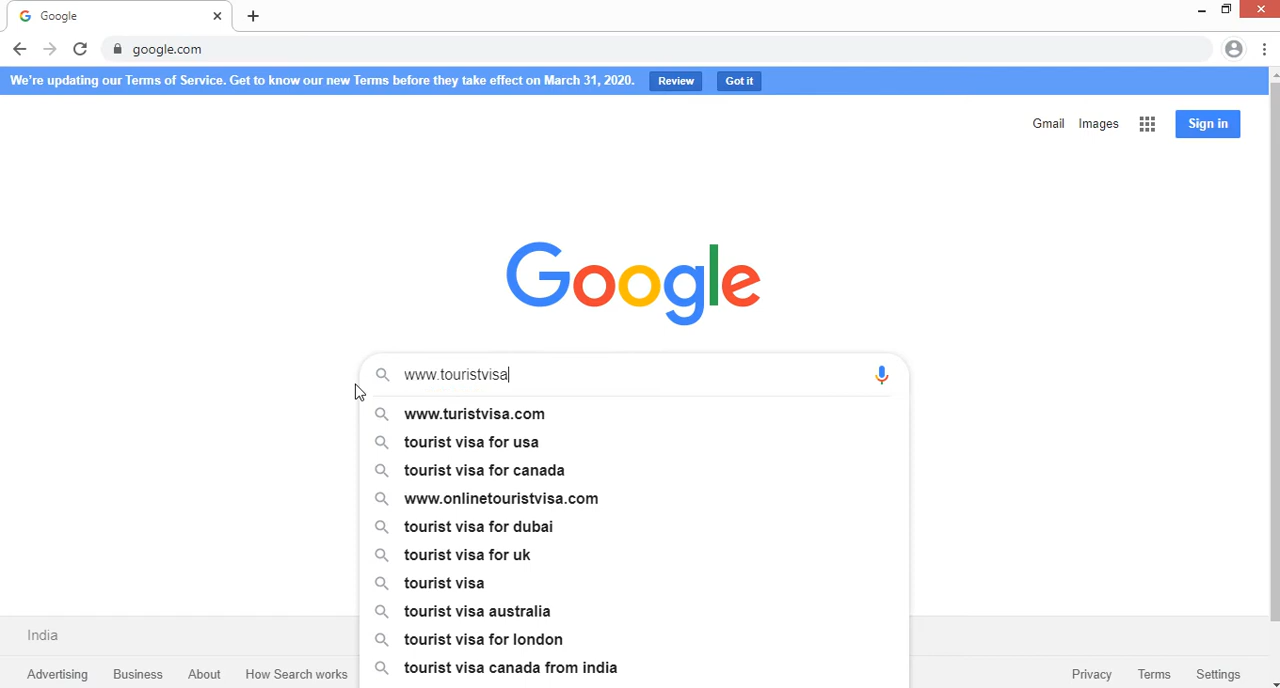 Google
google.com
We're updating our Terms of Service. Get to know our new Terms before they take effect on March 31, 2020. Review Got it
Gmail Images Sign in
Google
www.touristvisa
www.turistvisa.com
tourist visa for usa
tourist visa for canada
www.onlinetouristvisa.com
tourist visa for dubai
tourist visa for uk
tourist visa
tourist visa australia
tourist visa for london
tourist visa canada from india
India
Advertising Business About How Search works Privacy Terms Settings